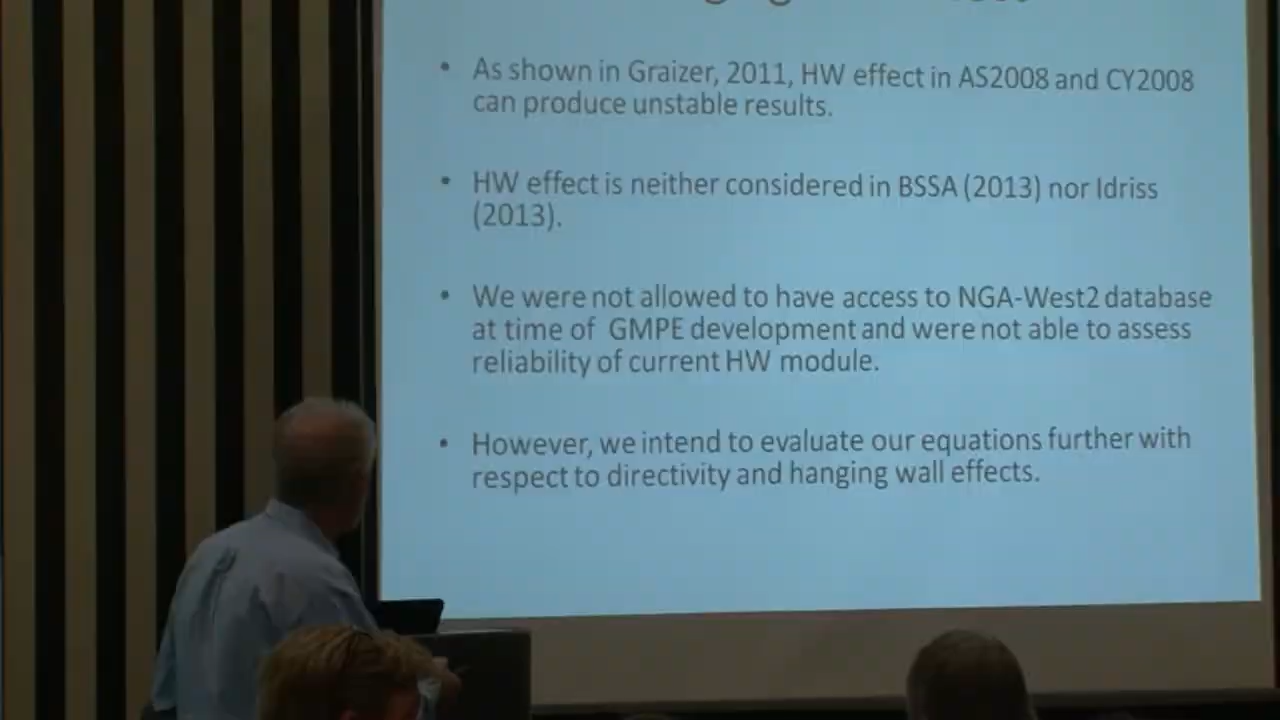 • As shown in Graizer, 2011, HW effect in AS2008 and CY2008
can produce unstable results.
• HW effect is neither considered in BSSA (2013) nor Idriss
(2013).
• We were not allowed to have access to NGA-West2 database
at time of GMPE development and were not able to assess
reliability of current HW module.
• However, we intend to evaluate our equations further with
respect to directivity and hanging wall effects.